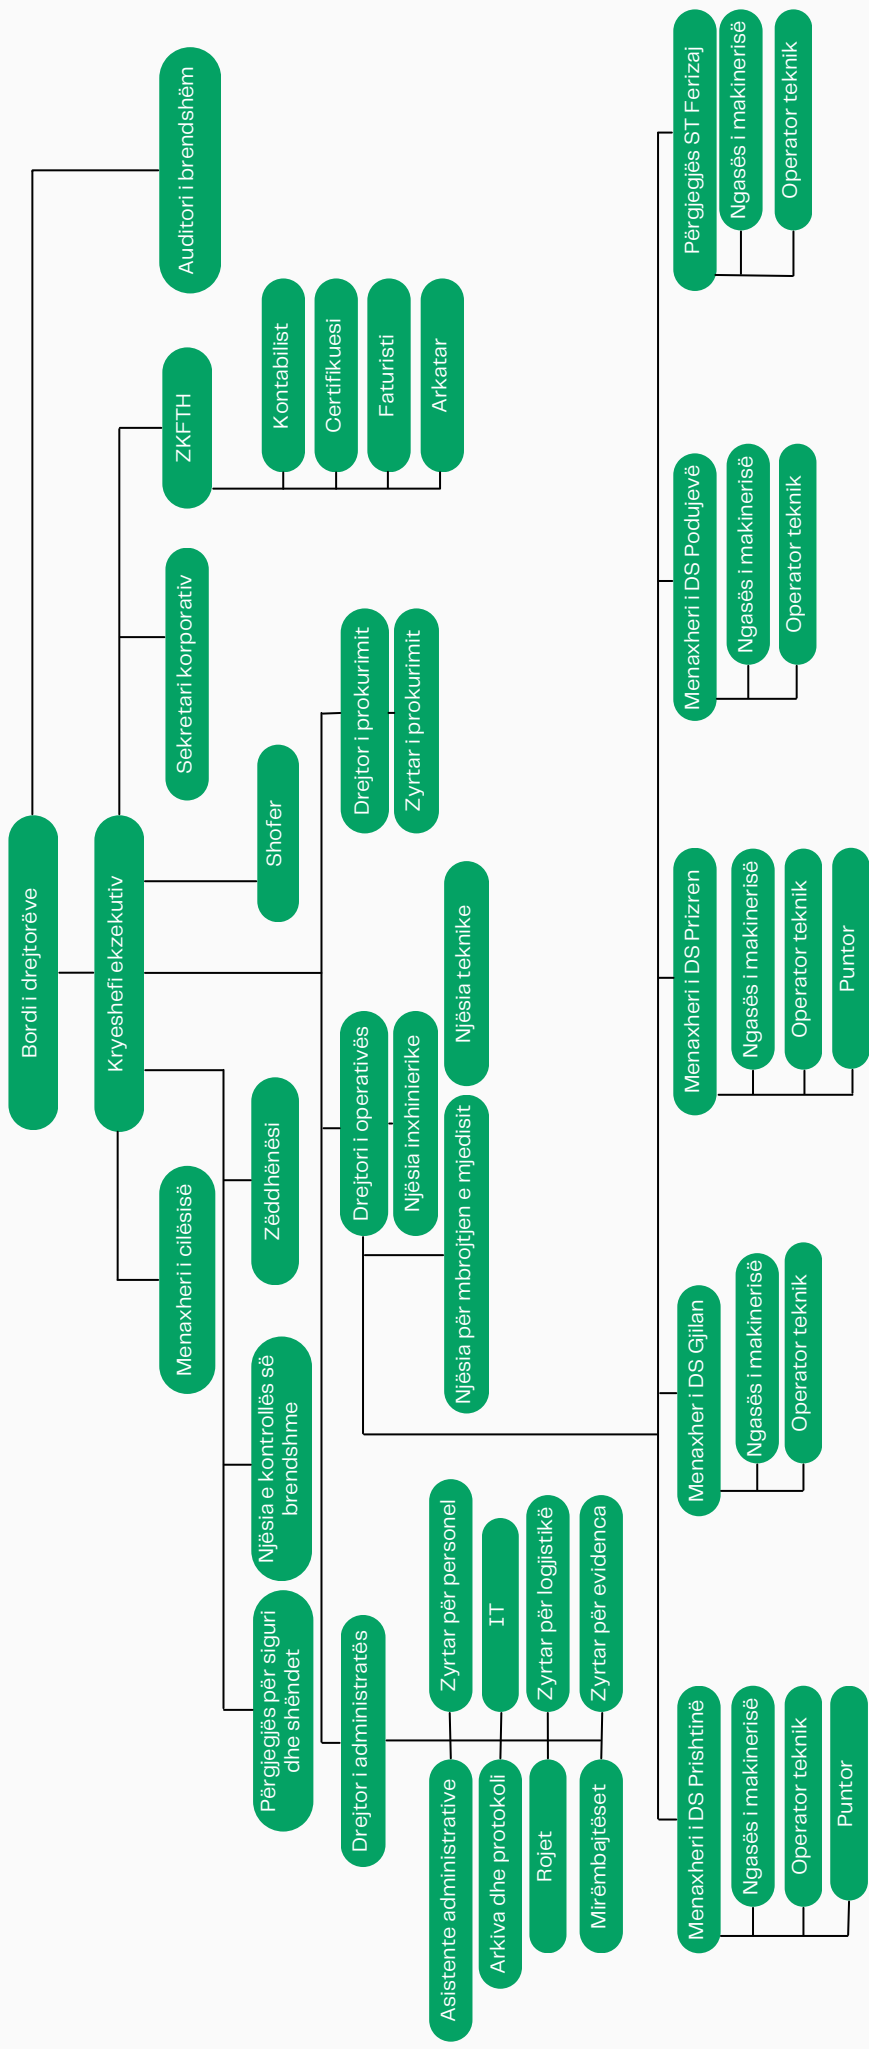 Bordi i drejtorëve
Kryeshefi ekzekutiv
Menaxheri i cilësisë
Sekretari korporativ
ZKFTH
Auditori i brendshëm
Përgjegjës për siguri
dhe shëndet
Njësia e kontrollës së
brendshme
Zëddhënësi
Shofer
Kontabilist
Certifikuesi
Faturisti
Arkatar
Drejtor i administratës
Drejtori i operativës
Njësia inxhinierike
Drejtor i prokurimit
Zyrtar i prokurimit
Njësia për mbrojtjen e mjedisit
Njësia teknike
Asistente administrative
Zyrtar për personel
Arkiva dhe protokoli
IT
Rojet
Zyrtar për logjistikë
Mirëmbajtëset
Zyrtar për evidenca
Menaxheri i DS Prishtinë
Ngasës i makinerisë
Operator teknik
Puntor
Menaxher i DS Gjilan
Ngasës i makinerisë
Operator teknik
Menaxheri i DS Prizren
Ngasës i makinerisë
Operator teknik
Puntor
Menaxheri i DS Podujevë
Ngasës i makinerisë
Operator teknik
Përgjegjës ST Ferizaj
Ngasës i makinerisë
Operator teknik